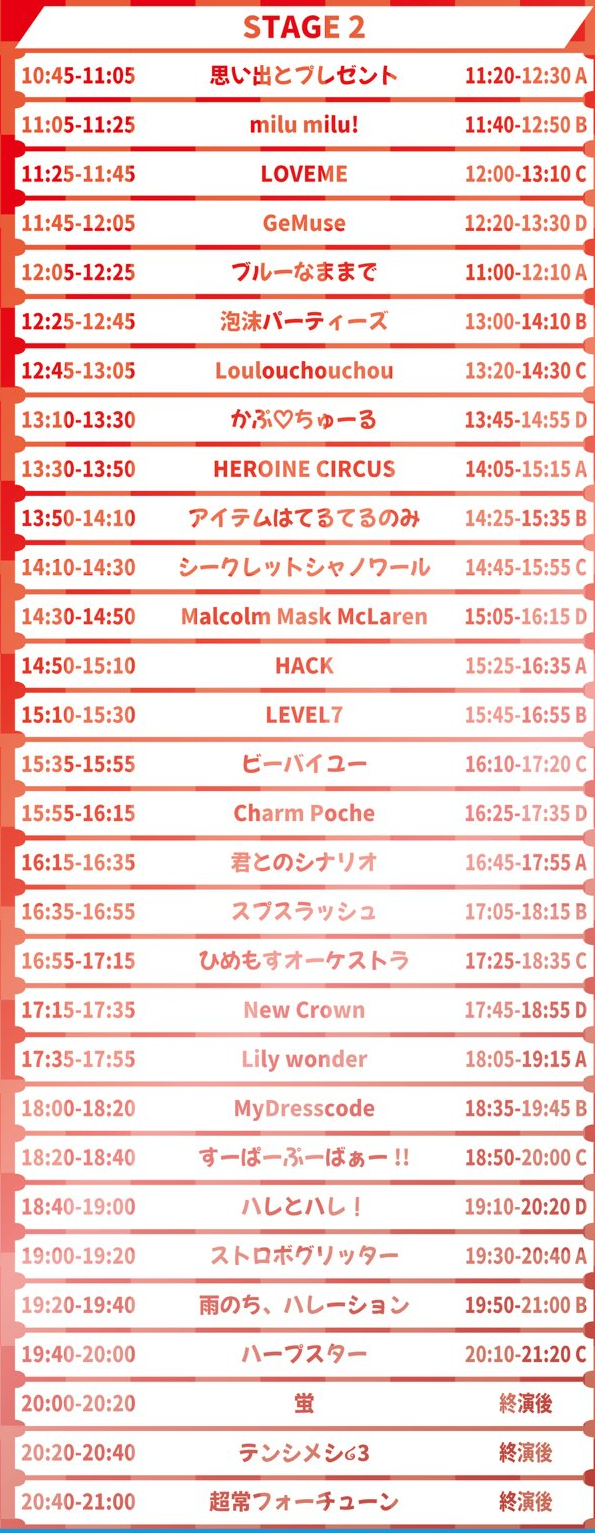 STAGE 2
10:45-11:05 思い出とプレゼント 11:20-12:30 A
11:05-11:25 milu milu! 11:40-12:50 B
11:25-11:45 LOVEME 12:00-13:10 C
11:45-12:05 GeMuse 12:20-13:30 D
12:05-12:25 ブルーなままで 11:00-12:10 A
12:25-12:45 泡沫パーティーズ 13:00-14:10 B
12:45-13:05 Loulouchouchou 13:20-14:30 C
13:10-13:30 かぷ♡ちゅーる 13:45-14:55 D
13:30-13:50 HEROINE CIRCUS 14:05-15:15 A
13:50-14:10 アイテムはてるてるのみ 14:25-15:35 B
14:10-14:30 シークレットシャノワール 14:45-15:55 C
14:30-14:50 Malcolm Mask McLaren 15:05-16:15 D
14:50-15:10 HACK 15:25-16:35 A
15:10-15:30 LEVEL7 15:45-16:55 B
15:35-15:55 ビーバイユー 16:10-17:20 C
15:55-16:15 Charm Poche 16:25-17:35 D
16:15-16:35 君とのシナリオ 16:45-17:55 A
16:35-16:55 スプスラッシュ 17:05-18:15 B
16:55-17:15 ひめもすオーケストラ 17:25-18:35 C
17:15-17:35 New Crown 17:45-18:55 D
17:35-17:55 Lily wonder 18:05-19:15 A
18:00-18:20 MyDresscode 18:35-19:45 B
18:20-18:40 すーぱーぷーばぁー !! 18:50-20:00 C
18:40-19:00 ハレとハレ! 19:10-20:20 D
19:00-19:20 ストロボグリッター 19:30-20:40 A
19:20-19:40 雨のち、ハレーション 19:50-21:00 B
19:40-20:00 ハープスター 20:10-21:20 C
20:00-20:20 蛍 終演後
20:20-20:40 テンシメシ໒3 終演後
20:40-21:00 超常フォーチューン 終演後